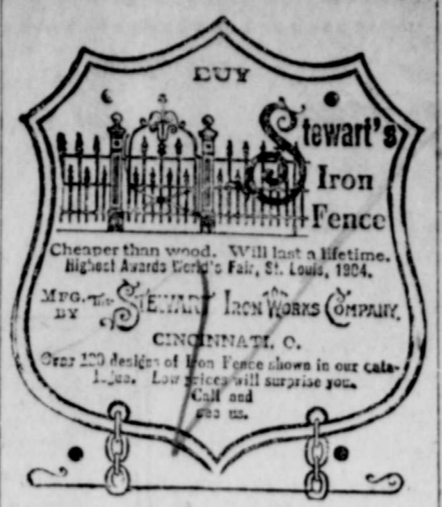 BUY
Stewart's
Iron
Fence
Cheaper than wood. Will last a lifetime.
Highest Awards World's Fair, St. Louis, 1904.
MFG. THE STEWART IRON WORKS COMPANY.
BY
CINCINNATI, O.
Over 100 designs of Iron Fence shown in our cata-
logue. Low prices will surprise you.
Call and
see us.